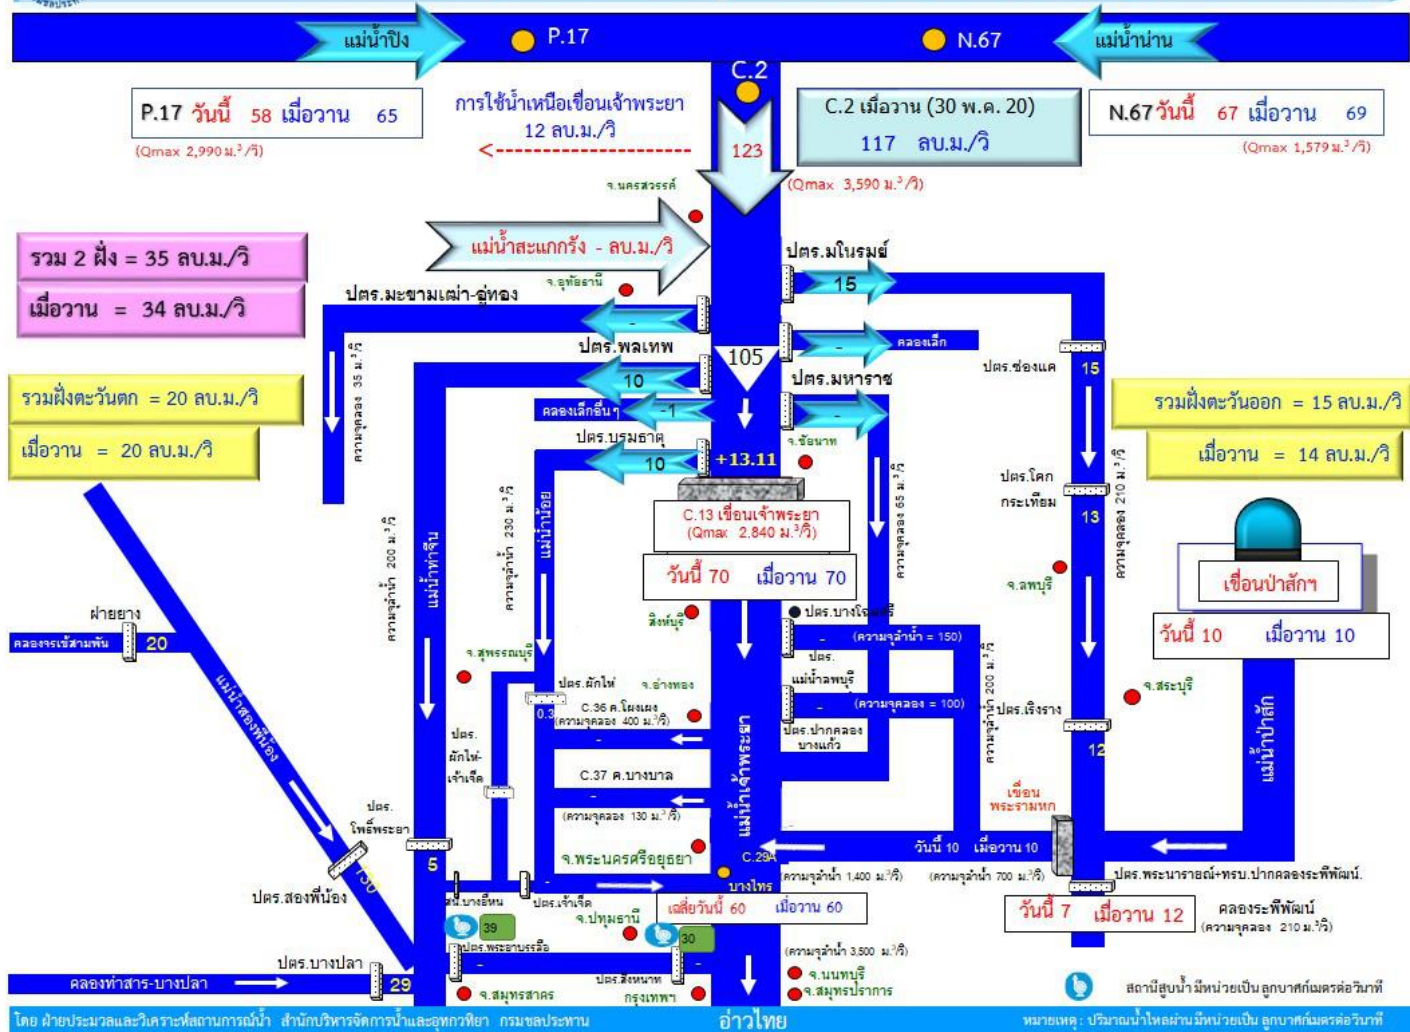 แม่น้ำปิง
P.17
N.67
แม่น้ำน่าน
C.2
P.17 วันนี้ 58 เมื่อวาน 65
(Qmax 2,990 ม.³/วิ)
การใช้น้ำเหนือเขื่อนเจ้าพระยา
12 ลบ.ม./วิ
123
C.2 เมื่อวาน (30 พ.ค. 20)
117 ลบ.ม./วิ
(Qmax 3,590 ม.³/วิ)
N.67 วันนี้ 67 เมื่อวาน 69
(Qmax 1,579 ม.³/วิ)
จ.นครสวรรค์
แม่น้ำสะแกกรัง - ลบ.ม./วิ
รวม 2 ฝั่ง = 35 ลบ.ม./วิ
เมื่อวาน = 34 ลบ.ม./วิ
จ.อุทัยธานี
ปตร.มะขามเฒ่า-อู่ทอง
-
ปตร.มโนรมย์
15
-
คลองเล็ก
ปตร.พลเทพ
10
105
ปตร.มหาราช
-
ปตร.ช่องแค
15
ความจุคลอง 35 ม.³/วิ
รวมฝั่งตะวันตก = 20 ลบ.ม./วิ
เมื่อวาน = 20 ลบ.ม./วิ
รวมฝั่งตะวันออก = 15 ลบ.ม./วิ
เมื่อวาน = 14 ลบ.ม./วิ
คลองเล็กอื่นๆ
-1
ปตร.บรมธาตุ
10
+13.11
จ.ชัยนาท
C.13 เขื่อนเจ้าพระยา
(Qmax 2,840 ม.³/วิ)
วันนี้ 70 เมื่อวาน 70
ความจุคลอง 65 ม.³/วิ
ความจุคลอง 210 ม.³/วิ
ปตร.โคก
กระเทียม
13
จ.ลพบุรี
เขื่อนป่าสักฯ
วันนี้ 10 เมื่อวาน 10
ความจุลำน้ำ 200 ม.³/วิ
แม่น้ำท่าจีน
ความจุลำน้ำ 230 ม.³/วิ
แม่น้ำน้อย
ฝายยาง
คลองจรเข้สามพัน
20
แม่น้ำสองพี่น้อง
จ.สุพรรณบุรี
สิงห์บุรี
ปตร.บางโฉมศรี
-
(ความจุลำน้ำ = 150)
ปตร.
แม่น้ำลพบุรี
-
(ความจุคลอง = 100)
ปตร.ปากคลอง
บางแก้ว
ความจุลำน้ำ 200 ม.³/วิ
จ.สระบุรี
ปตร.เริงราง
12
แม่น้ำป่าสัก
ปตร.ผักไห่
0.3
จ.อ่างทอง
C.36 ค.โผงเผง
(ความจุคลอง 400 ม.³/วิ)
-
ปตร.
ผักไห่-
เจ้าเจ็ด
C.37 ค.บางบาล
-
(ความจุคลอง 130 ม.³/วิ)
แม่น้ำเจ้าพระยา
เขื่อน
พระรามหก
วันนี้ 10 เมื่อวาน 10
ปตร.
โพธิ์พระยา
5
130
ปตร.สองพี่น้อง
จ.พระนครศรีอยุธยา
C.29A
บางไทร
(ความจุลำน้ำ 1,400 ม.³/วิ)
(ความจุลำน้ำ 700 ม.³/วิ)
ปตร.พระนารายณ์+ทรบ.ปากคลองระพีพัฒน์.
สน.บางยี่หน
ปตร.เจ้าเจ็ด
-
เฉลี่ยวันนี้ 60 เมื่อวาน 60
วันนี้ 7 เมื่อวาน 12
คลองระพีพัฒน์
(ความจุคลอง 210 ม.³/วิ)
จ.ปทุมธานี
39
30
ปตร.พระยาบรรลือ
-
-
ปตร.สิงหนาท
(ความจุลำน้ำ 3,500 ม.³/วิ)
ปตร.บางปลา
คลองท่าสาร-บางปลา
29
จ.สมุทรสาคร
กรุงเทพฯ
จ.นนทบุรี
จ.สมุทรปราการ
สถานีสูบน้ำ มีหน่วยเป็น ลูกบาศก์เมตรต่อวินาที
โดย ฝ่ายประมวลและวิเคราะห์สถานการณ์น้ำ สำนักบริหารจัดการน้ำและอุทกวิทยา กรมชลประทาน
อ่าวไทย
หมายเหตุ : ปริมาณน้ำไหลผ่าน มีหน่วยเป็น ลูกบาศก์เมตรต่อวินาที